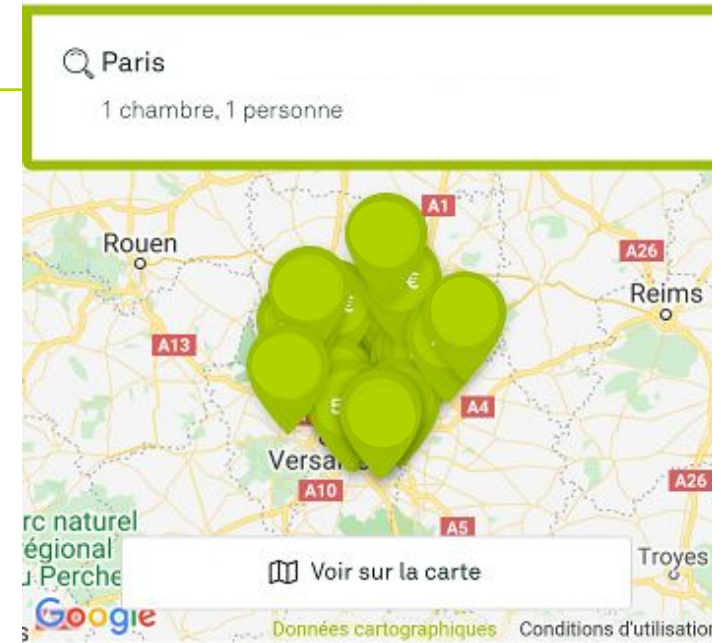 Paris
1 chambre, 1 personne
A1
Rouen
€
A26
Reims
A13
A4
A10
A26
rc naturel
A5
égional
Perche
Voir sur la carte
Troyes
Google
Données cartographiques
Conditions d'utilisation